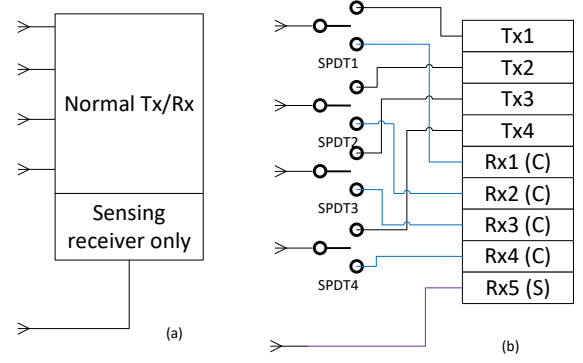 Normal Tx/Rx
Sensing
receiver only
(a)
SPDT1
SPDT2
SPDT3
SPDT4
Tx1
Tx2
Tx3
Tx4
Rx1 (C)
Rx2 (C)
Rx3 (C)
Rx4 (C)
Rx5 (S)
(b)